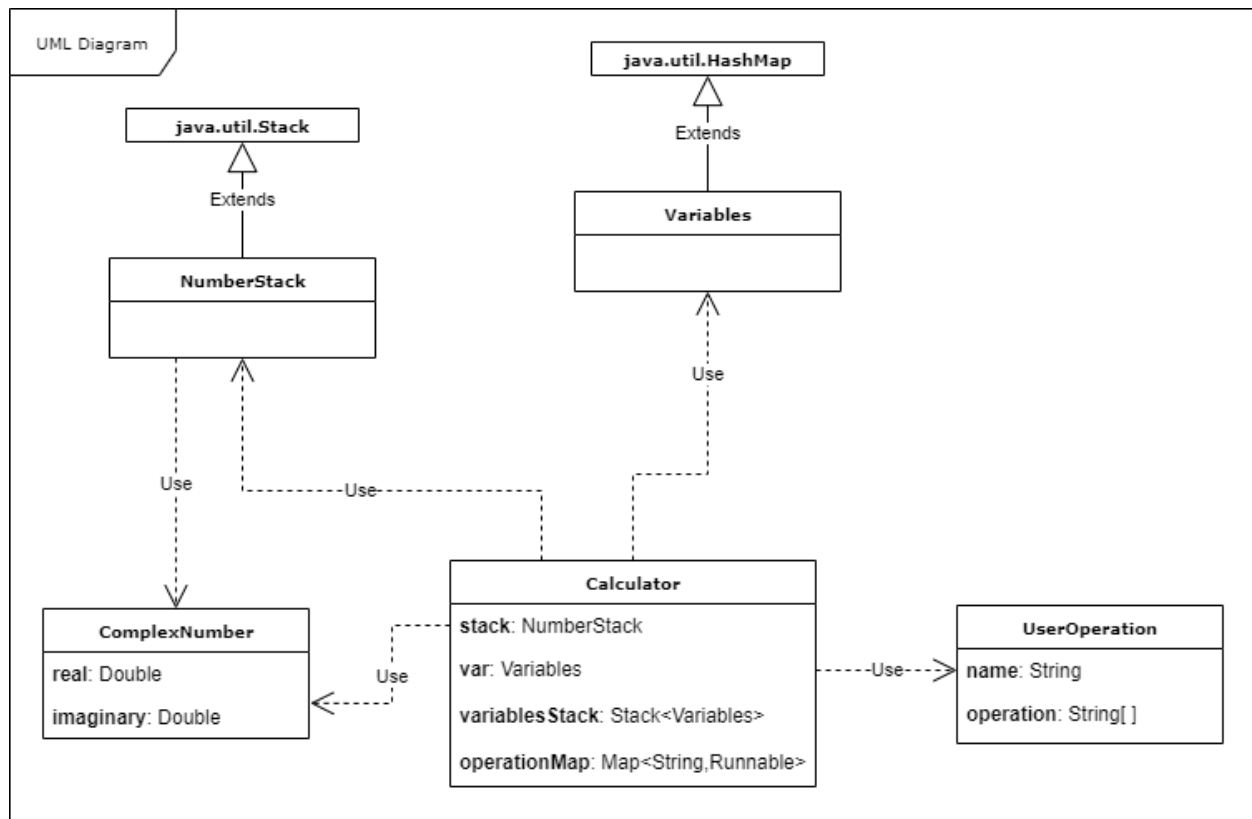 UML Diagram
java.util.HashMap
java.util.Stack
Extends
Extends
Variables
NumberStack
Use
Use
Use
Calculator
ComplexNumber
real: Double
imaginary: Double
Use
stack: NumberStack
var: Variables
variablesStack: Stack<Variables>
operationMap: Map<String,Runnable>
Use
UserOperation
name: String
operation: String[ ]